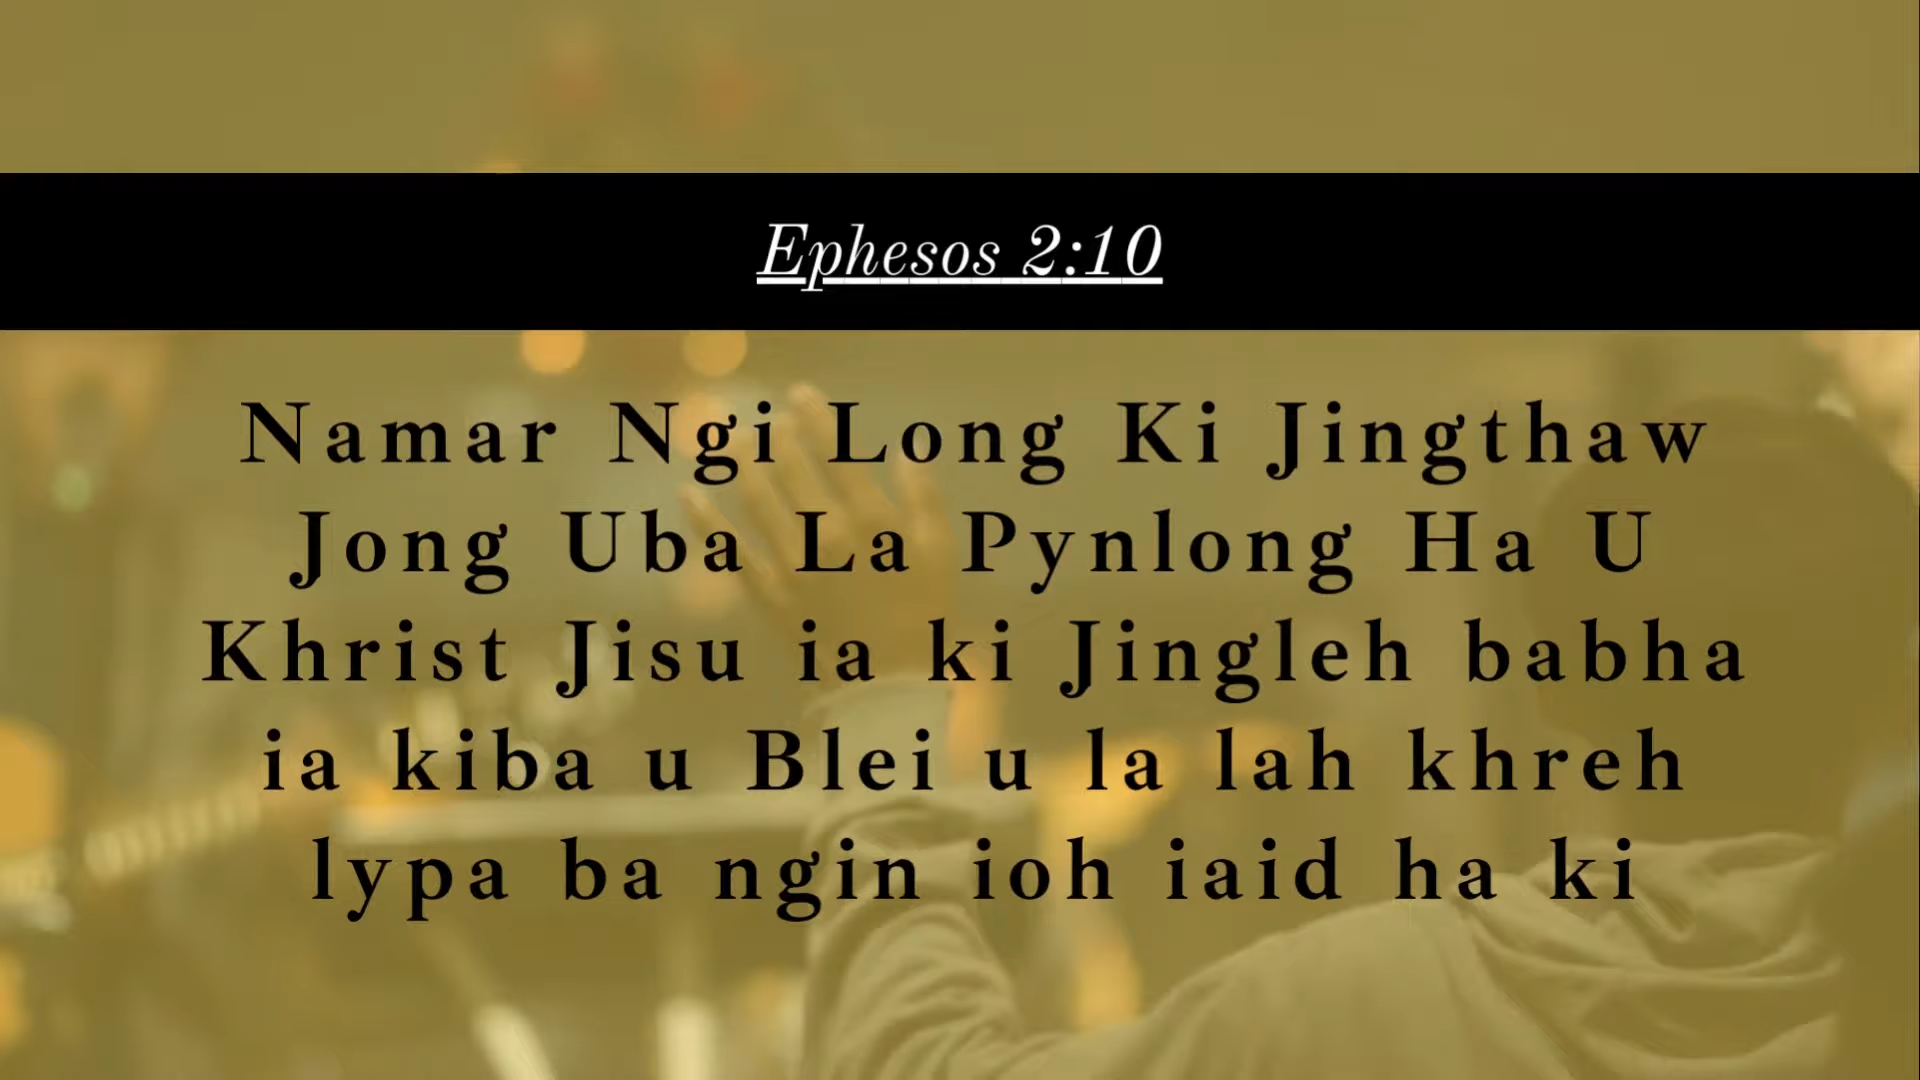 Ephesos 2:10
Namar Ngi Long Ki Jingthaw
Jong Uba La Pynlong Ha U
Khrist Jisu ia ki Jingleh babha
ia kiba u Blei u la lah khreh
lypa ba ngin ioh iaid ha ki